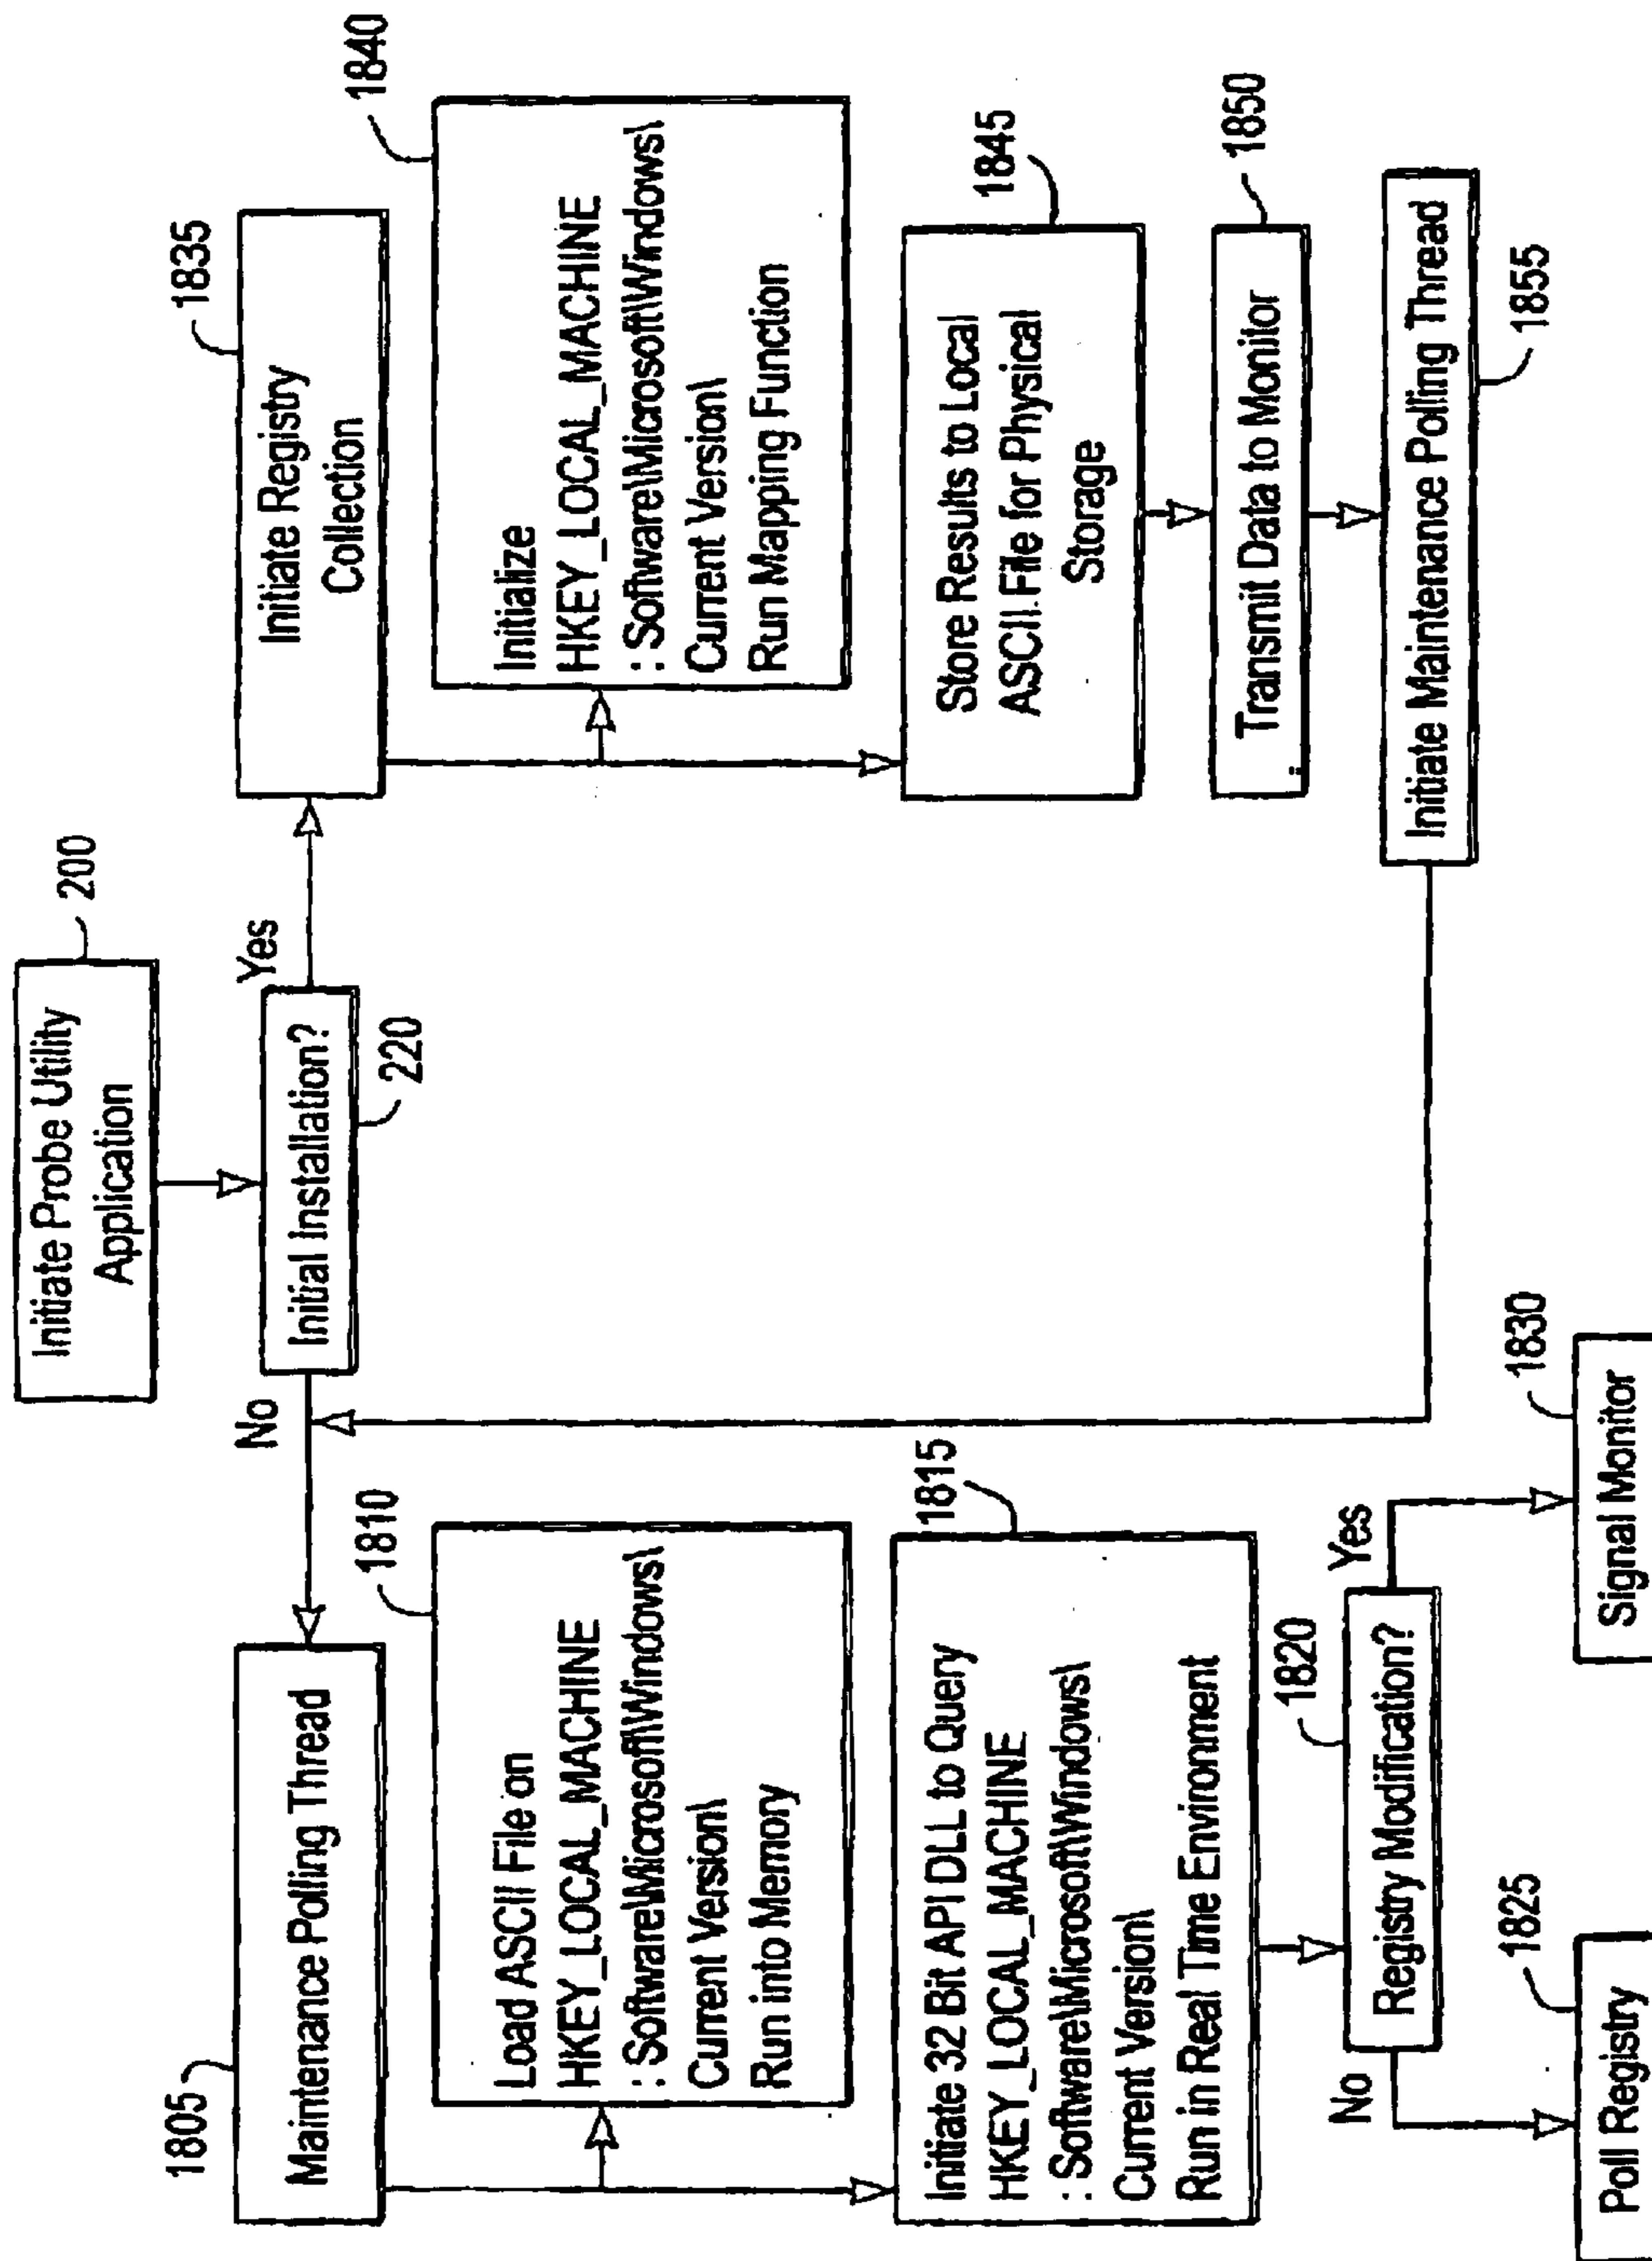 Initiate Probe Utility
Application
200
Initial Installation?
220
No
Yes
1805
Maintenance Polling Thread
1810
Load ASCII File on
HKEY_LOCAL_MACHINE
: Software\Microsoft\Windows\
Current Version\
Run into Memory
1815
Initiate 32 Bit API DLL to Query
HKEY_LOCAL_MACHINE
: Software\Microsoft\Windows\
Current Version\
Run in Real Time Environment
1820
Registry Modification?
No
Yes
1825
Poll Registry
1830
Signal Monitor
1835
Initiate Registry
Collection
1840
Initialize
HKEY_LOCAL_MACHINE
: Software\Microsoft\Windows\
Current Version\
Run Mapping Function
1845
Store Results to Local
ASCII File for Physical
Storage
1850
Transmit Data to Monitor
Initiate Maintenance Polling Thread
1855